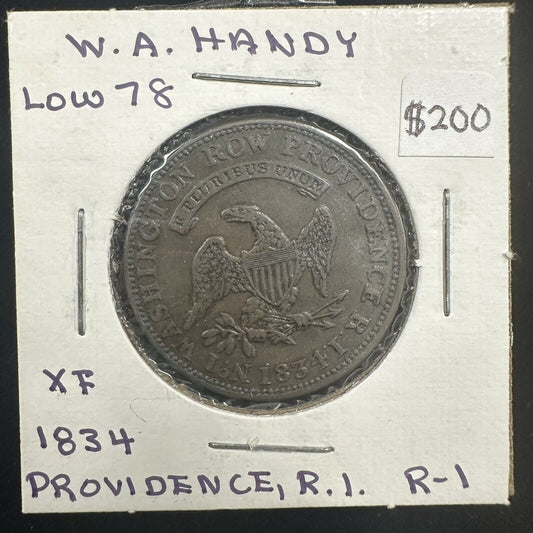 W.A. HANDY
LOW 78
$200
WASHINGTON ROW PROVIDENCE R.I.
E PLURIBUS UNUM
1834
XF
1834
PROVIDENCE, R.I. R-1